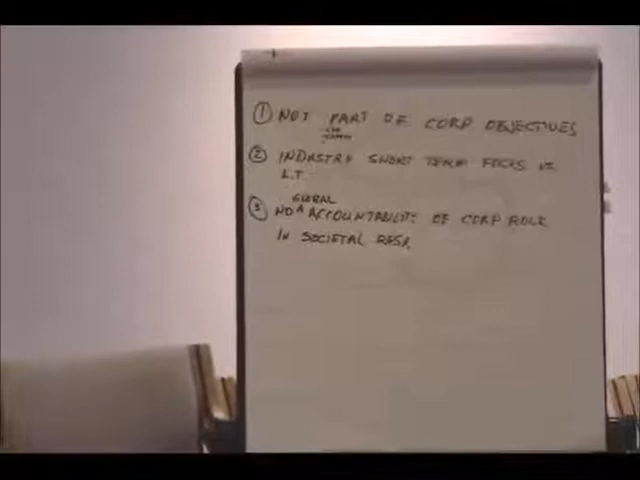 ① NOT PART OF CORP OBJECTIVES
② INDUSTRY SHORT TERM FOCUS VS
L.T.
GLOBAL
③ NO ^ ACCOUNTABILITY OF CORP ROLE
IN SOCIETAL RESP.